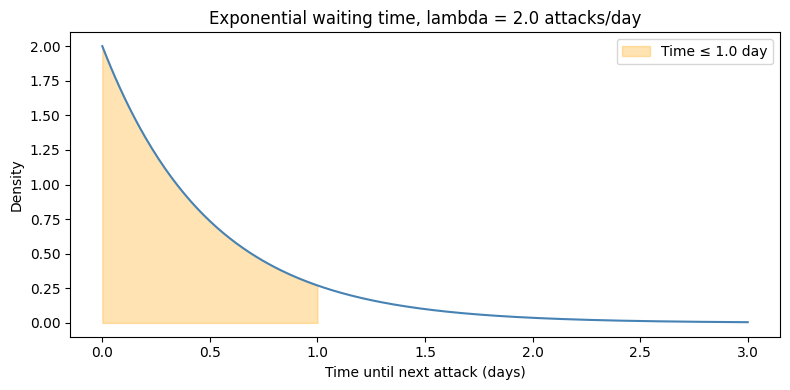 Exponential waiting time, lambda = 2.0 attacks/day
Time ≤ 1.0 day
Density
2.00
1.75
1.50
1.25
1.00
0.75
0.50
0.25
0.00
0.0 0.5 1.0 1.5 2.0 2.5 3.0
Time until next attack (days)